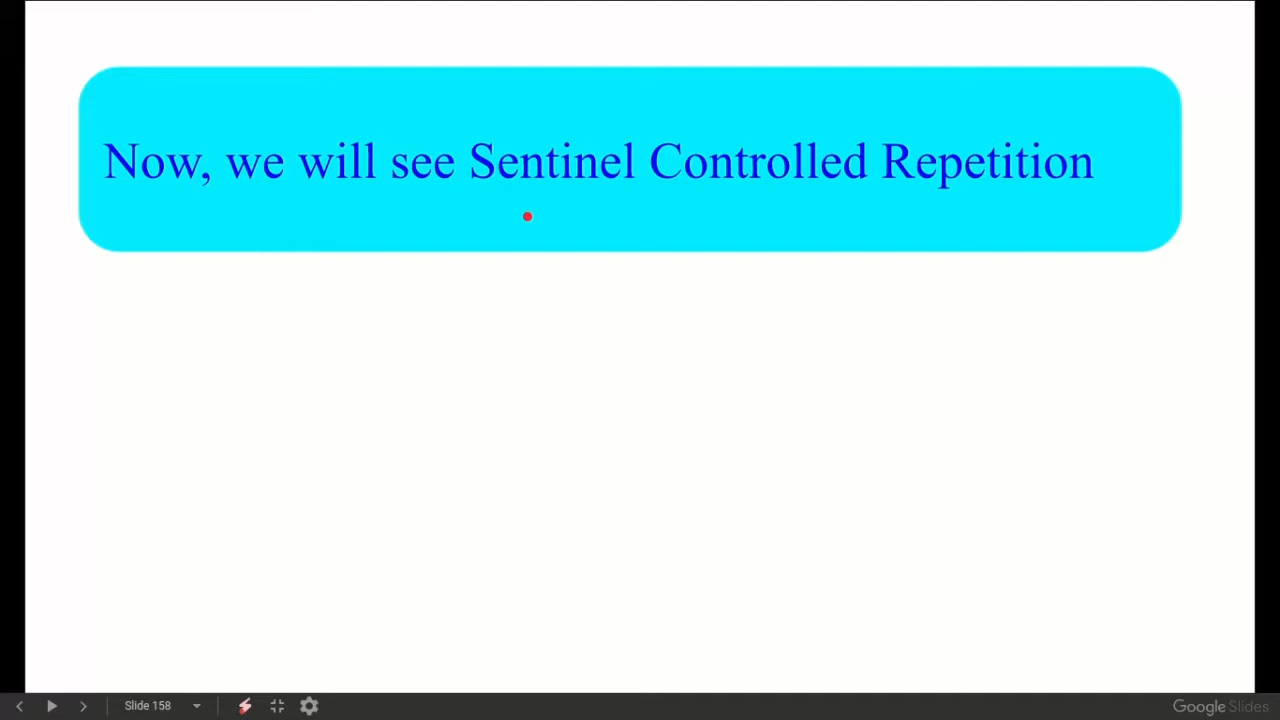 Now, we will see Sentinel Controlled Repetition
Slide 158
Google Slides